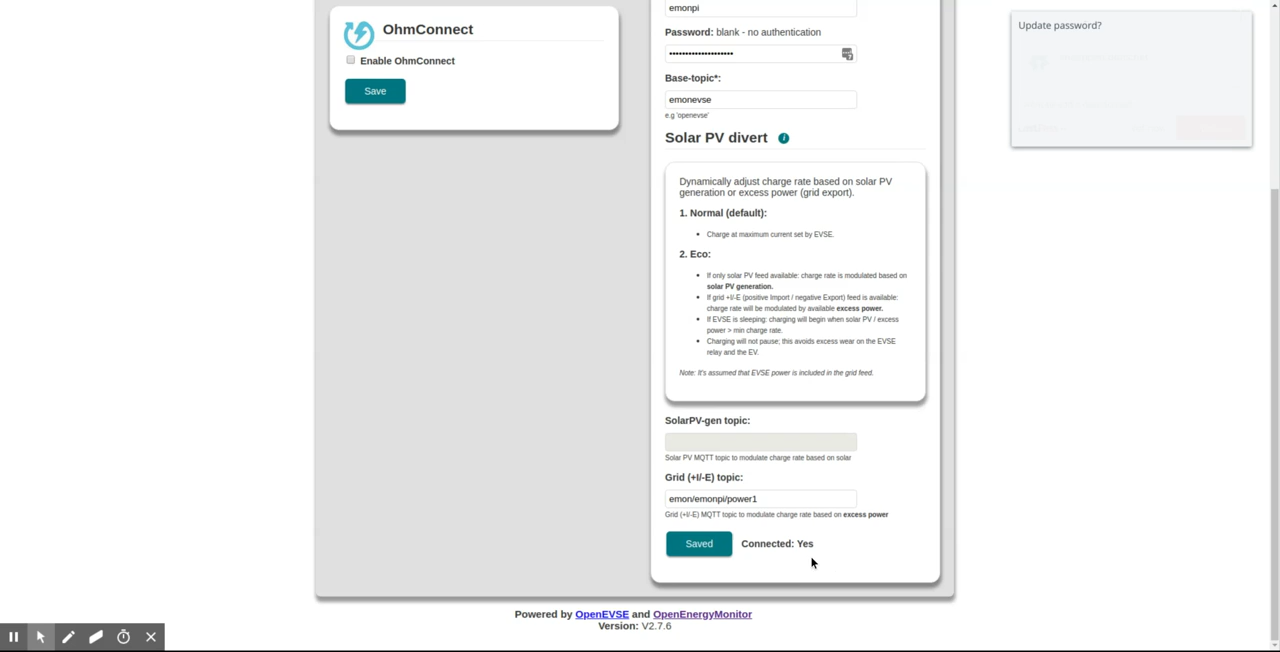 OhmConnect
Enable OhmConnect
Save
emonpi
Password: blank - no authentication
••••••••••••••••••••
Base-topic*:
emonevse
e.g 'openevse'
Solar PV divert i
Dynamically adjust charge rate based on solar PV
generation or excess power (grid export).
1. Normal (default):
• Charge at maximum current set by EVSE.
2. Eco:
• If only solar PV feed available: charge rate is modulated based on
solar PV generation.
• If grid +I/-E (positive Import / negative Export) feed is available:
charge rate will be modulated by available excess power.
• If EVSE is sleeping: charging will begin when solar PV / excess
power > min charge rate.
• Charging will not pause; this avoids excess wear on the EVSE
relay and the EV.
Note: It's assumed that EVSE power is included in the grid feed.
SolarPV-gen topic:
Solar PV MQTT topic to modulate charge rate based on solar
Grid (+I/-E) topic:
emon/emonpi/power1
Grid (+I/-E) MQTT topic to modulate charge rate based on excess power
Saved
Connected: Yes
Update password?
Powered by OpenEVSE and OpenEnergyMonitor
Version: V2.7.6